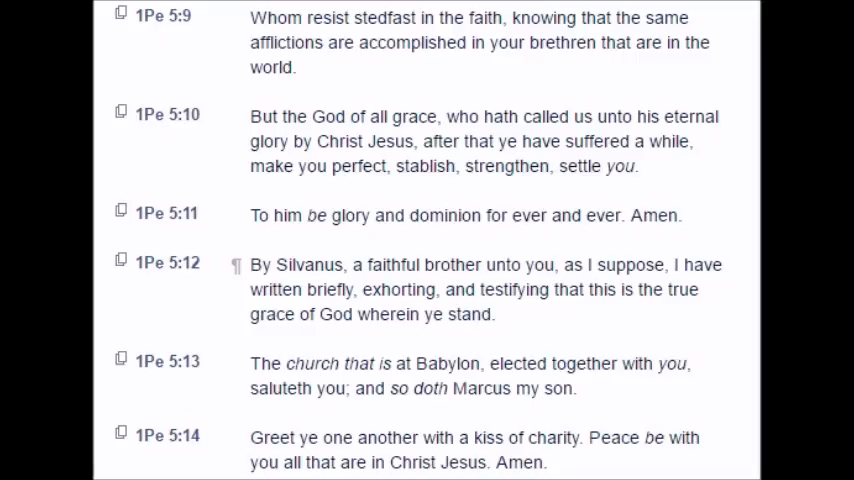 1Pe 5:9 Whom resist stedfast in the faith, knowing that the same
afflictions are accomplished in your brethren that are in the
world.
1Pe 5:10 But the God of all grace, who hath called us unto his eternal
glory by Christ Jesus, after that ye have suffered a while,
make you perfect, stablish, strengthen, settle you.
1Pe 5:11 To him be glory and dominion for ever and ever. Amen.
1Pe 5:12 ¶ By Silvanus, a faithful brother unto you, as I suppose, I have
written briefly, exhorting, and testifying that this is the true
grace of God wherein ye stand.
1Pe 5:13 The church that is at Babylon, elected together with you,
saluteth you; and so doth Marcus my son.
1Pe 5:14 Greet ye one another with a kiss of charity. Peace be with
you all that are in Christ Jesus. Amen.